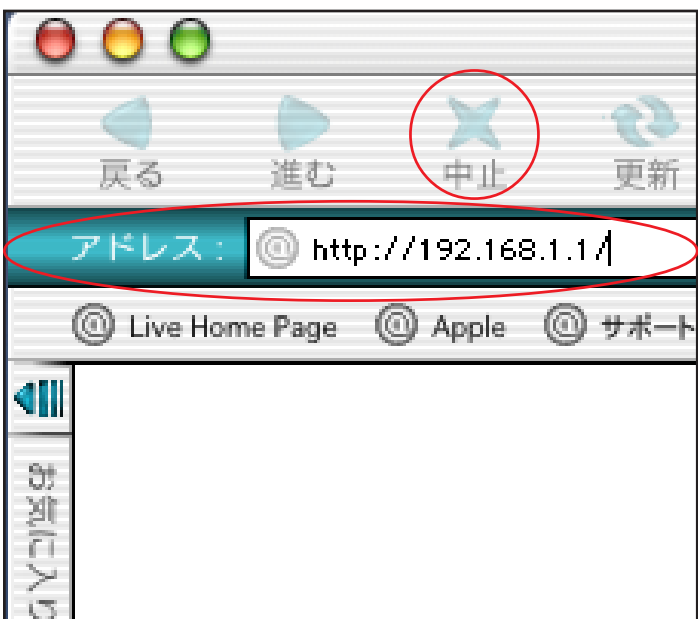 戻る 進む 中止 更新
アドレス： http://192.168.1.1/
Live Home Page Apple サポート
お気に入り